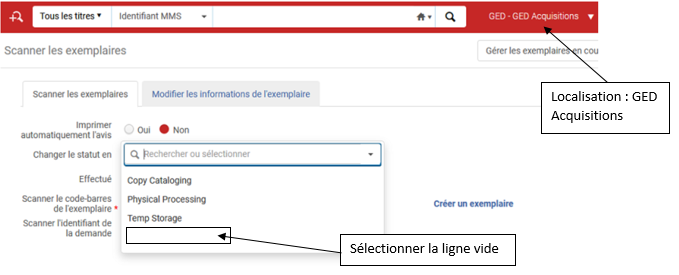 Tous les titres Identifiant MMS GED - GED Acquisitions
Scanner les exemplaires
Gérer les exemplaires en cou
Localisation : GED
Acquisitions
Scanner les exemplaires Modifier les informations de l'exemplaire
Imprimer
automatiquement l'avis
Oui Non
Changer le statut en
Rechercher ou sélectionner
Effectué
Copy Cataloging
Physical Processing
Temp Storage
Scanner le code-barres
de l'exemplaire *
Créer un exemplaire
Scanner l'identifiant de
la demande
Sélectionner la ligne vide